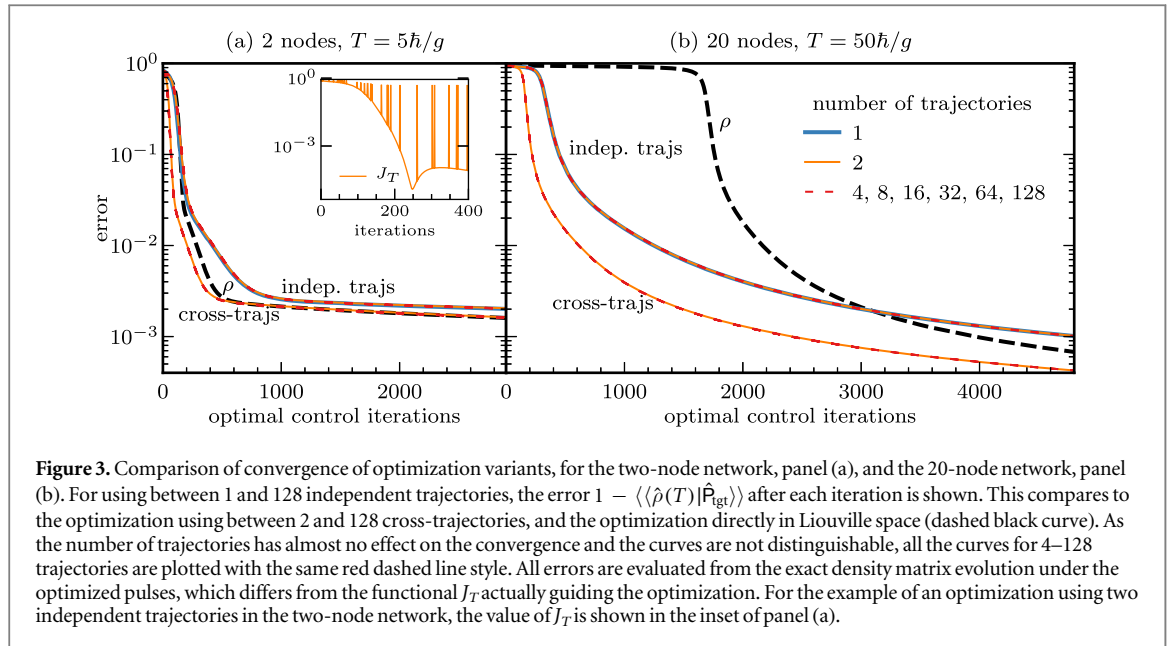 (a) 2 nodes, T = 5ℏ/g
(b) 20 nodes, T = 50ℏ/g
error
10⁰
10⁻¹
10⁻²
10⁻³
10⁰
10⁻³
J_T
0 200 400
iterations
ρ
indep. trajs
cross-trajs
0 1000 2000
optimal control iterations
number of trajectories
1
2
4, 8, 16, 32, 64, 128
ρ
indep. trajs
cross-trajs
0 1000 2000 3000 4000
optimal control iterations
Figure 3. Comparison of convergence of optimization variants, for the two-node network, panel (a), and the 20-node network, panel
(b). For using between 1 and 128 independent trajectories, the error 1 − ⟨⟨ρ̂(T)|P̂_tgt⟩⟩ after each iteration is shown. This compares to
the optimization using between 2 and 128 cross-trajectories, and the optimization directly in Liouville space (dashed black curve). As
the number of trajectories has almost no effect on the convergence and the curves are not distinguishable, all the curves for 4–128
trajectories are plotted with the same red dashed line style. All errors are evaluated from the exact density matrix evolution under the
optimized pulses, which differs from the functional J_T actually guiding the optimization. For the example of an optimization using two
independent trajectories in the two-node network, the value of J_T is shown in the inset of panel (a).